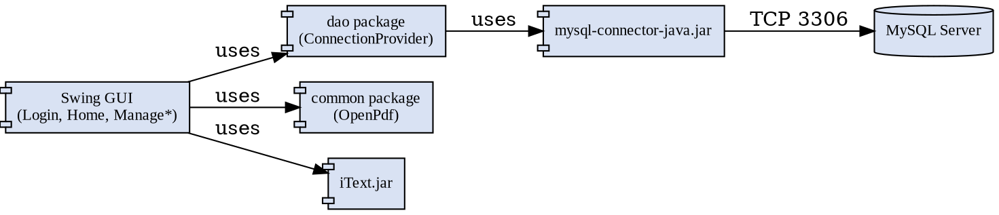 dao package
(ConnectionProvider)
uses
mysql-connector-java.jar
TCP 3306
MySQL Server
uses
Swing GUI
(Login, Home, Manage*)
uses
common package
(OpenPdf)
uses
iText.jar